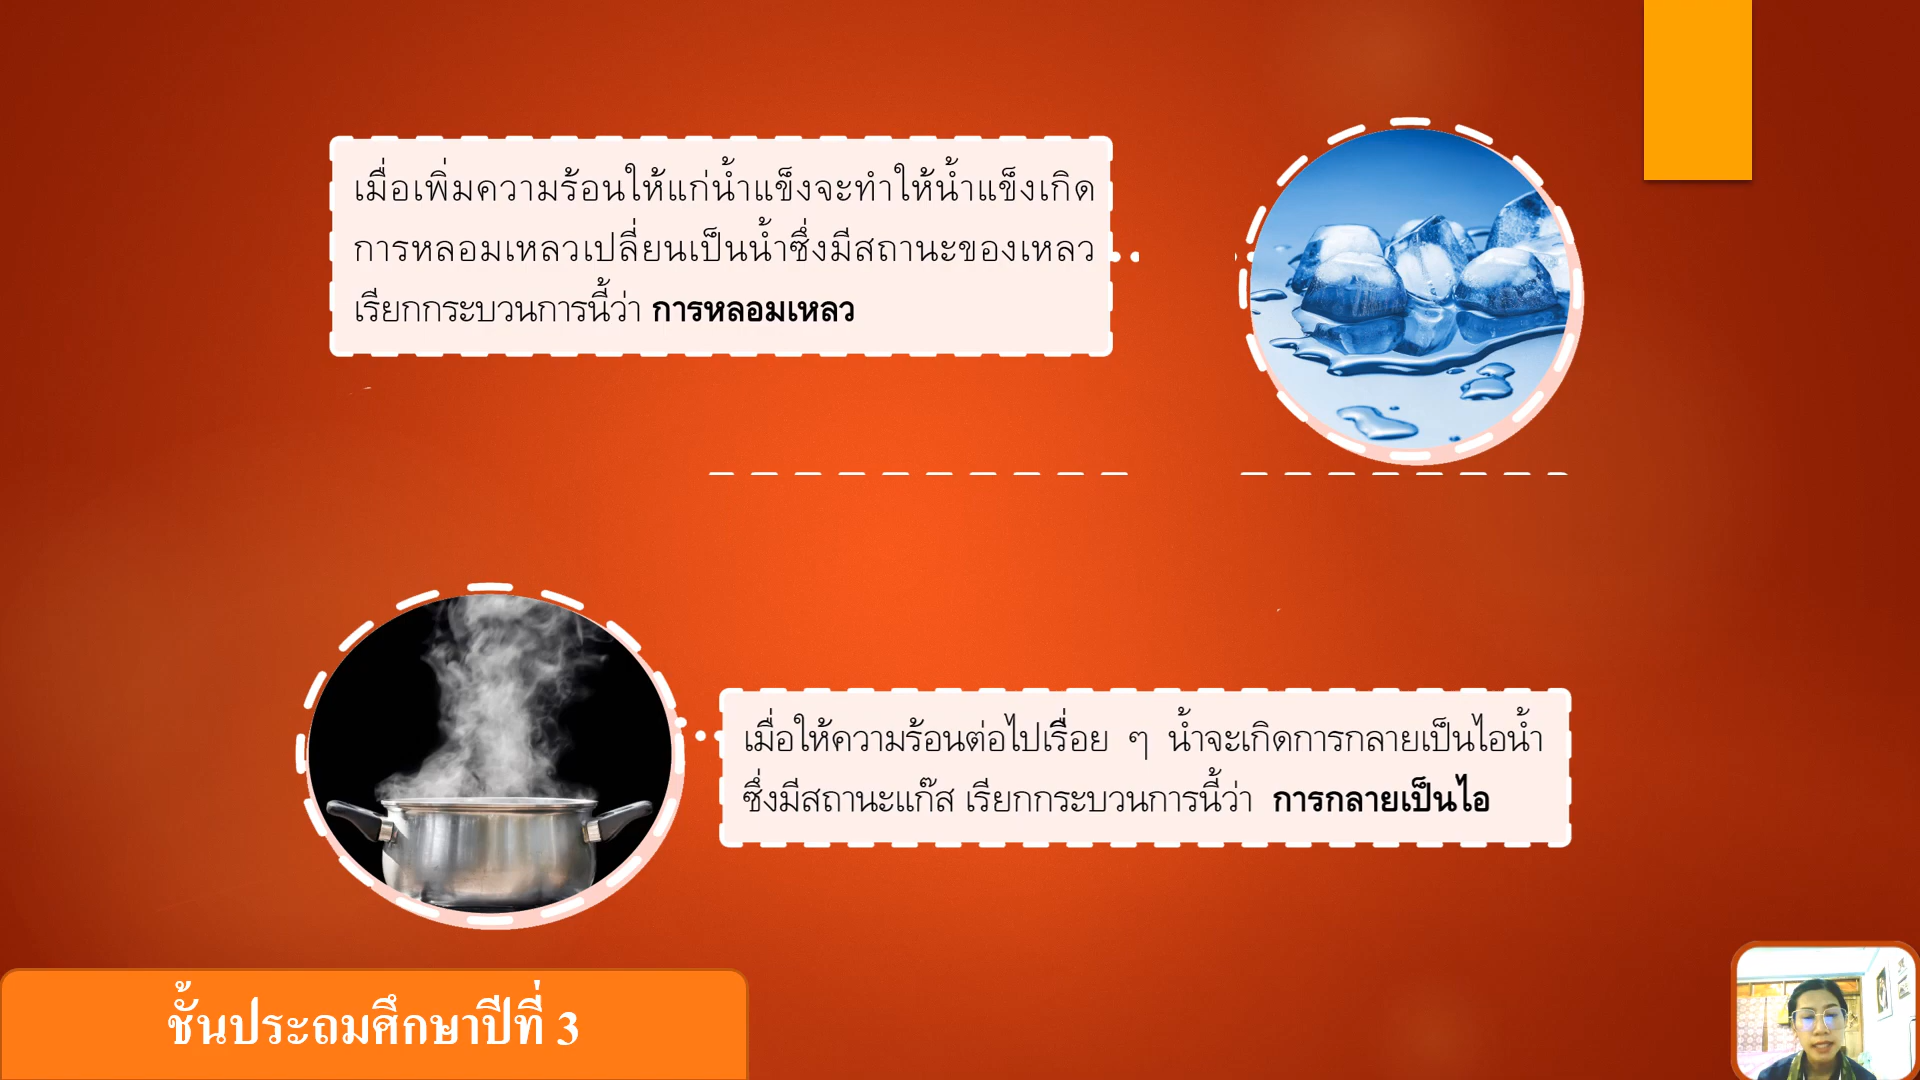 เมื่อเพิ่มความร้อนให้แก่น้ำแข็งจะทำให้น้ำแข็งเกิด
การหลอมเหลวเปลี่ยนเป็นน้ำซึ่งมีสถานะของเหลว
เรียกกระบวนการนี้ว่า การหลอมเหลว
เมื่อให้ความร้อนต่อไปเรื่อย ๆ น้ำจะเกิดการกลายเป็นไอน้ำ
ซึ่งมีสถานะแก๊ส เรียกกระบวนการนี้ว่า การกลายเป็นไอ
ชั้นประถมศึกษาปีที่ 3